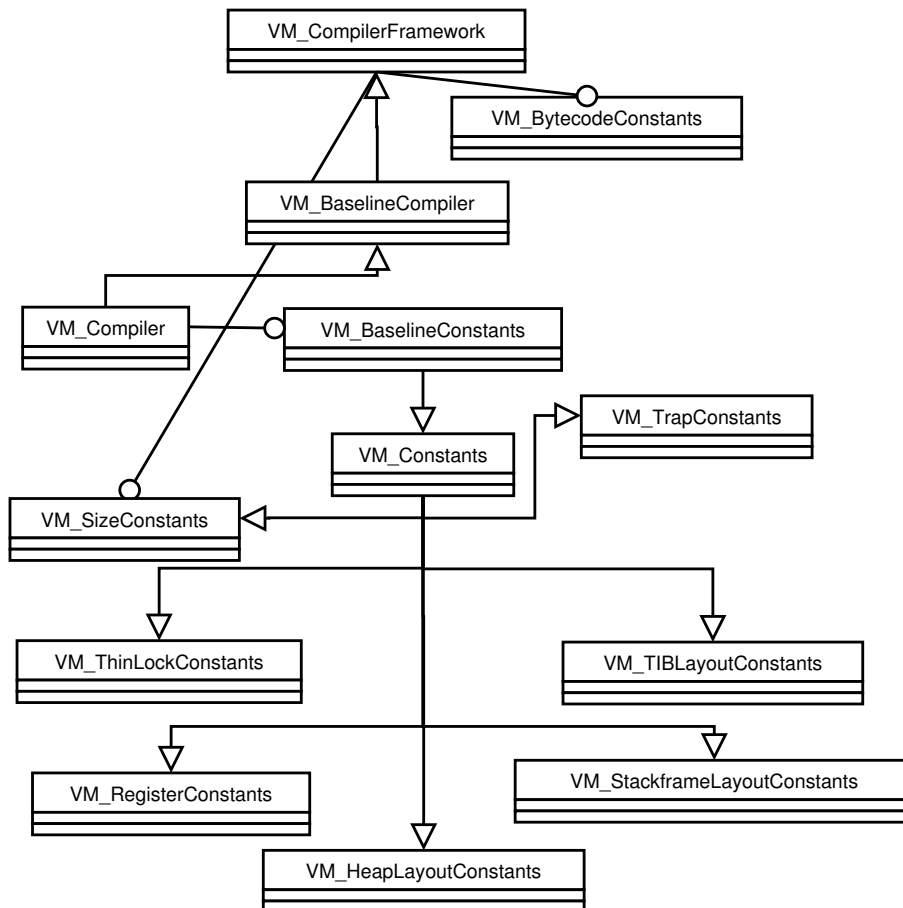 VM_CompilerFramework
VM_BytecodeConstants
VM_BaselineCompiler
VM_Compiler
VM_BaselineConstants
VM_TrapConstants
VM_Constants
VM_SizeConstants
VM_ThinLockConstants
VM_TIBLayoutConstants
VM_RegisterConstants
VM_StackframeLayoutConstants
VM_HeapLayoutConstants